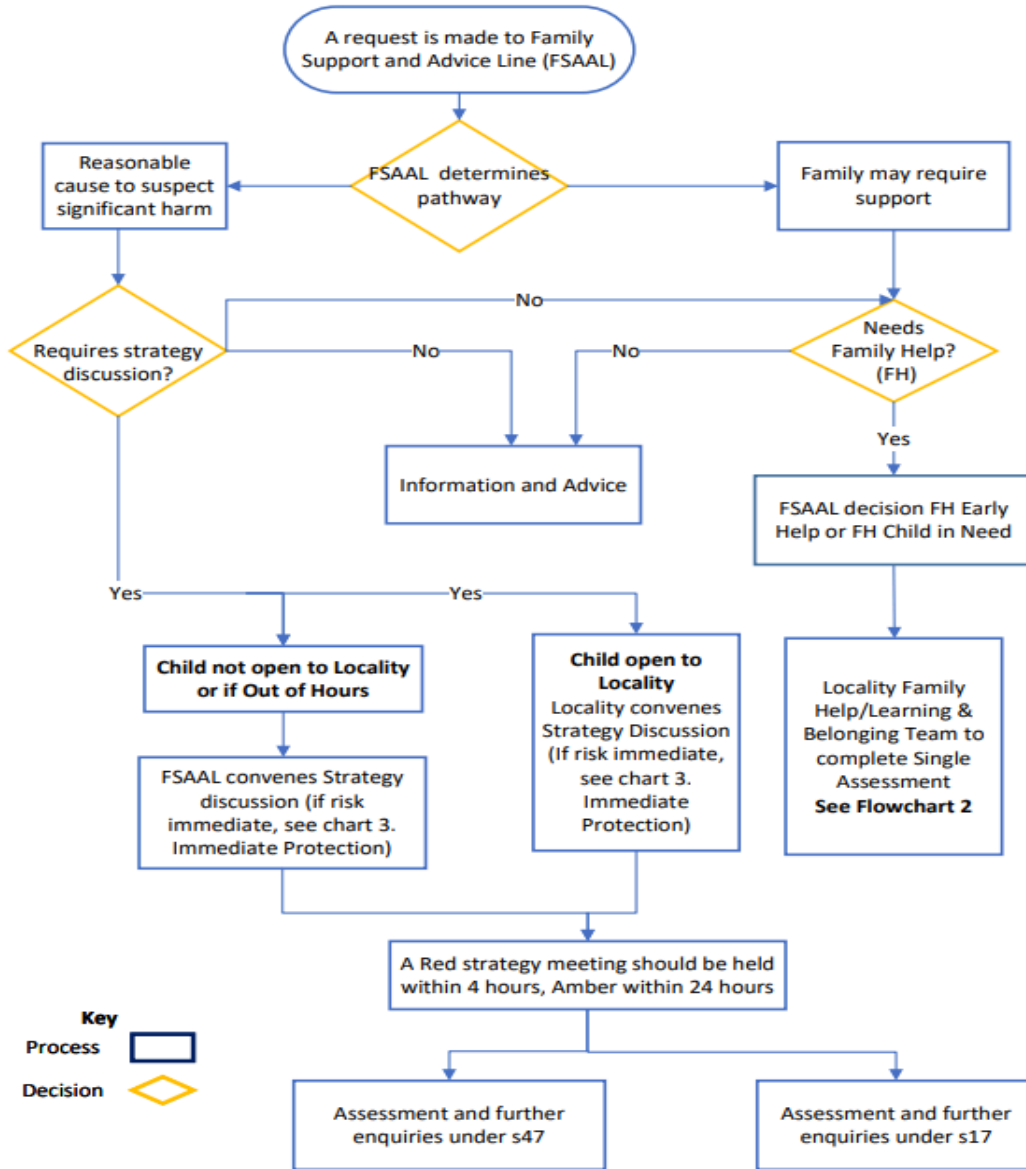 A request is made to Family
Support and Advice Line (FSAAL)
Reasonable
cause to suspect
significant harm
FSAAL determines
pathway
Family may require
support
No
Requires strategy
discussion?
No
No
Needs
Family Help?
(FH)
Yes
Information and Advice
FSAAL decision FH Early
Help or FH Child in Need
Yes
Yes
Child not open to Locality
or if Out of Hours
Child open to
Locality
Locality convenes
Strategy Discussion
(If risk immediate,
see chart 3.
Immediate
Protection)
Locality Family
Help/Learning &
Belonging Team to
complete Single
Assessment
See Flowchart 2
FSAAL convenes Strategy
discussion (if risk
immediate, see chart 3.
Immediate Protection)
A Red strategy meeting should be held
within 4 hours, Amber within 24 hours
Key
Process
Decision
Assessment and further
enquiries under s47
Assessment and further
enquiries under s17